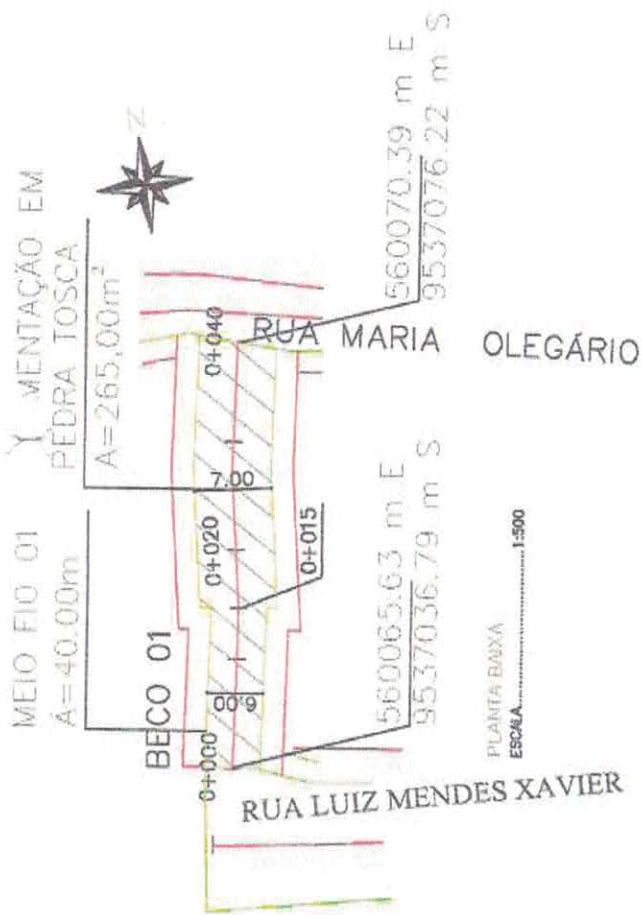 MEIO FIO 01
A=40.00m
MENTAÇÃO EM
PEDRA TOSCA
A=265,00m²
N
BECO 01
0+000
6.00
0+020
7.00
0+040
0+015
RUA MARIA OLEGÁRIO
560070.39 m E
9537076.22 m S
560065.63 m E
9537036.79 m S
RUA LUIZ MENDES XAVIER
PLANTA BAIXA
ESCALA..................1:500